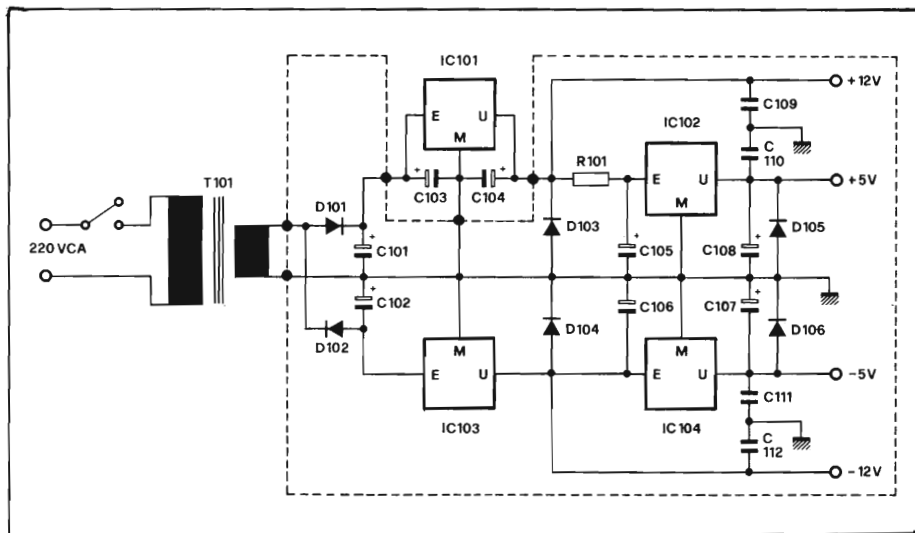 IC101
E
U
M
+
C103
+
C104
+12V
C109
IC102
E
U
M
C
110
R101
+5V
T101
220 VCA
D101
+
C101
C102
+
D102
D103
+
C105
C106
+
C108
D105
+
C107
D106
D104
M
E
U
IC103
M
E
U
IC104
-5V
C111
C
112
-12V